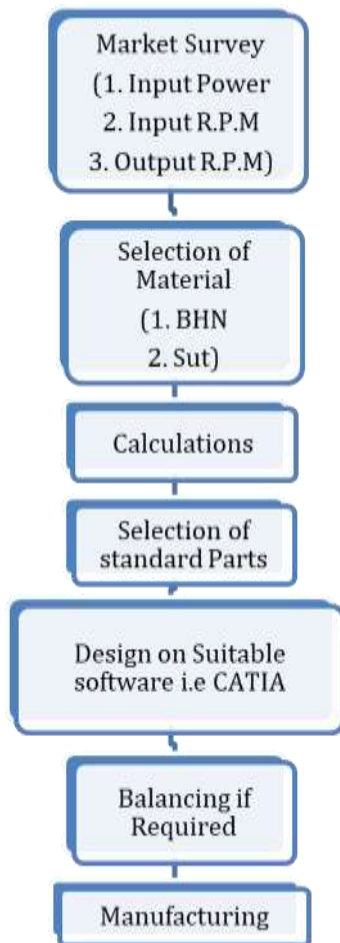 Market Survey
(1. Input Power
2. Input R.P.M
3. Output R.P.M)
Selection of
Material
(1. BHN
2. Sut)
Calculations
Selection of
standard Parts
Design on Suitable
software i.e CATIA
Balancing if
Required
Manufacturing